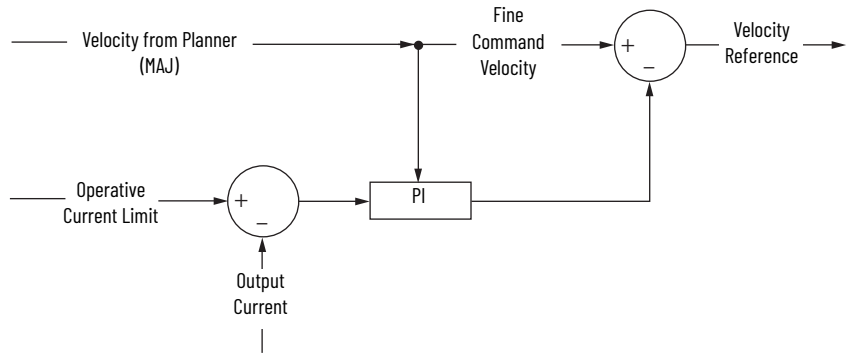 Velocity from Planner
(MAJ)
Fine
Command
Velocity
+
−
Velocity
Reference
Operative
Current Limit
+
−
PI
Output
Current